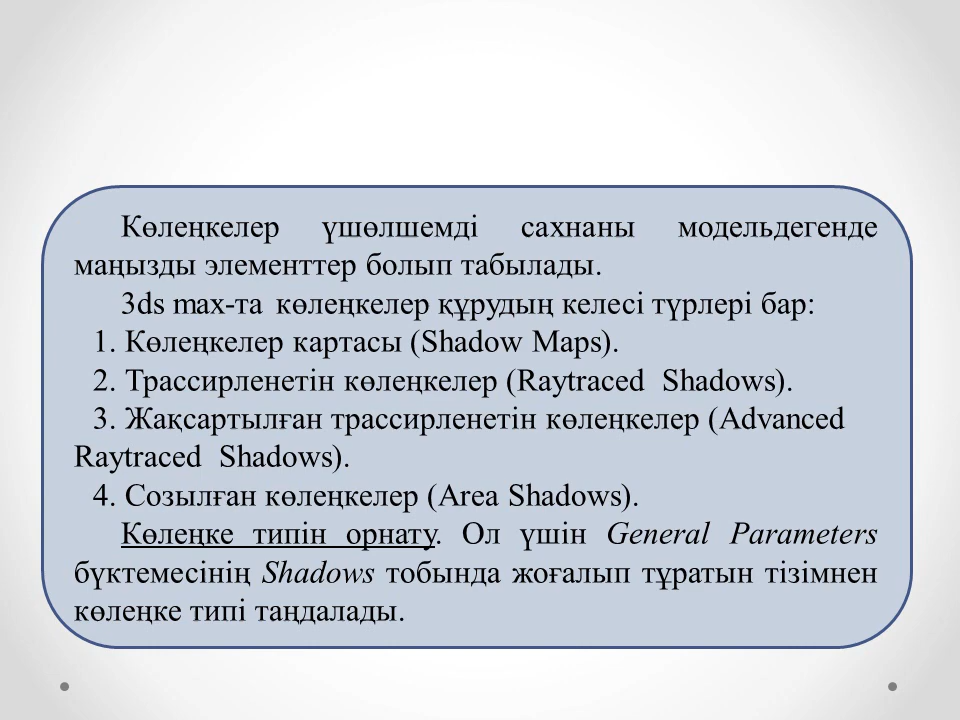 Көлеңкелер үшөлшемді сахнаны модельдегенде
маңызды элементтер болып табылады.
3ds max-та көлеңкелер құрудың келесі түрлері бар:
1. Көлеңкелер картасы (Shadow Maps).
2. Трассирленетін көлеңкелер (Raytraced Shadows).
3. Жақсартылған трассирленетін көлеңкелер (Advanced
Raytraced Shadows).
4. Созылған көлеңкелер (Area Shadows).
Көлеңке типін орнату. Ол үшін General Parameters
бүктемесінің Shadows тобында жоғалып тұратын тізімнен
көлеңке типі таңдалады.